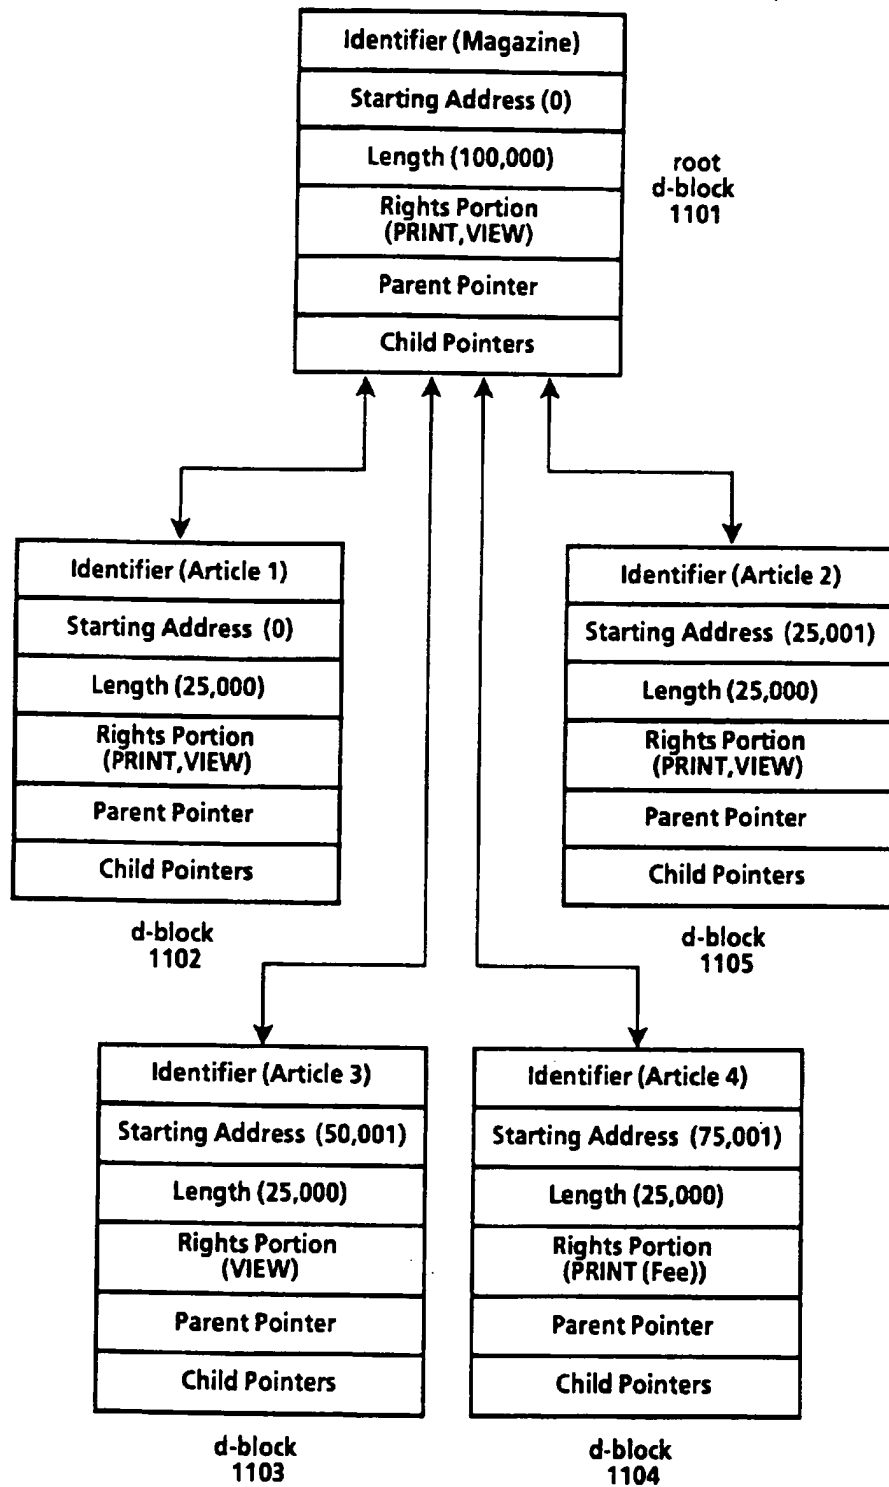 Identifier (Magazine)
Starting Address (0)
Length (100,000)
Rights Portion
(PRINT,VIEW)
Parent Pointer
Child Pointers
root
d-block
1101
Identifier (Article 1)
Starting Address (0)
Length (25,000)
Rights Portion
(PRINT,VIEW)
Parent Pointer
Child Pointers
d-block
1102
Identifier (Article 2)
Starting Address (25,001)
Length (25,000)
Rights Portion
(PRINT,VIEW)
Parent Pointer
Child Pointers
d-block
1105
Identifier (Article 3)
Starting Address (50,001)
Length (25,000)
Rights Portion
(VIEW)
Parent Pointer
Child Pointers
d-block
1103
Identifier (Article 4)
Starting Address (75,001)
Length (25,000)
Rights Portion
(PRINT (Fee))
Parent Pointer
Child Pointers
d-block
1104